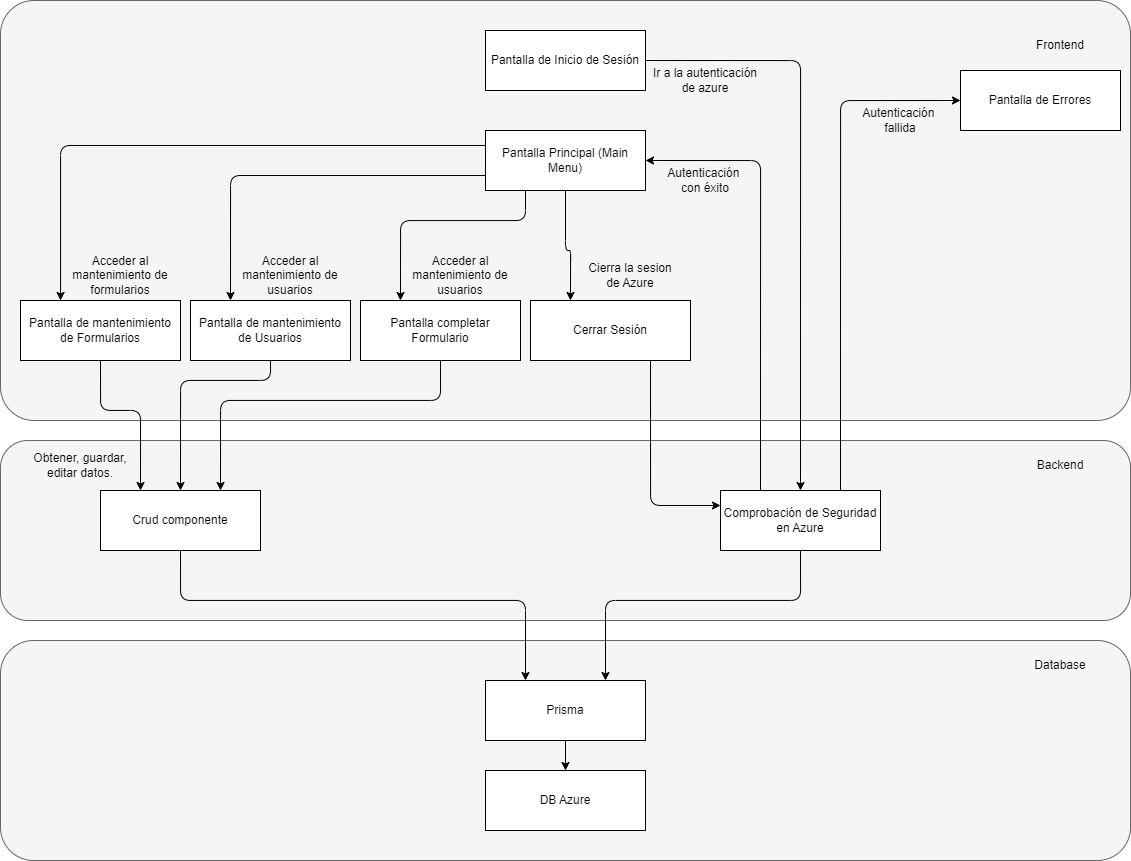 Frontend
Pantalla de Inicio de Sesión
Ir a la autenticación
de azure
Pantalla de Errores
Autenticación
fallida
Pantalla Principal (Main
Menu)
Autenticación
con éxito
Acceder al
mantenimiento de
formularios
Acceder al
mantenimiento de
usuarios
Acceder al
mantenimiento de
usuarios
Cierra la sesion
de Azure
Pantalla de mantenimiento
de Formularios
Pantalla de mantenimiento
de Usuarios
Pantalla completar
Formulario
Cerrar Sesión
Backend
Obtener, guardar,
editar datos.
Crud componente
Comprobación de Seguridad
en Azure
Database
Prisma
DB Azure